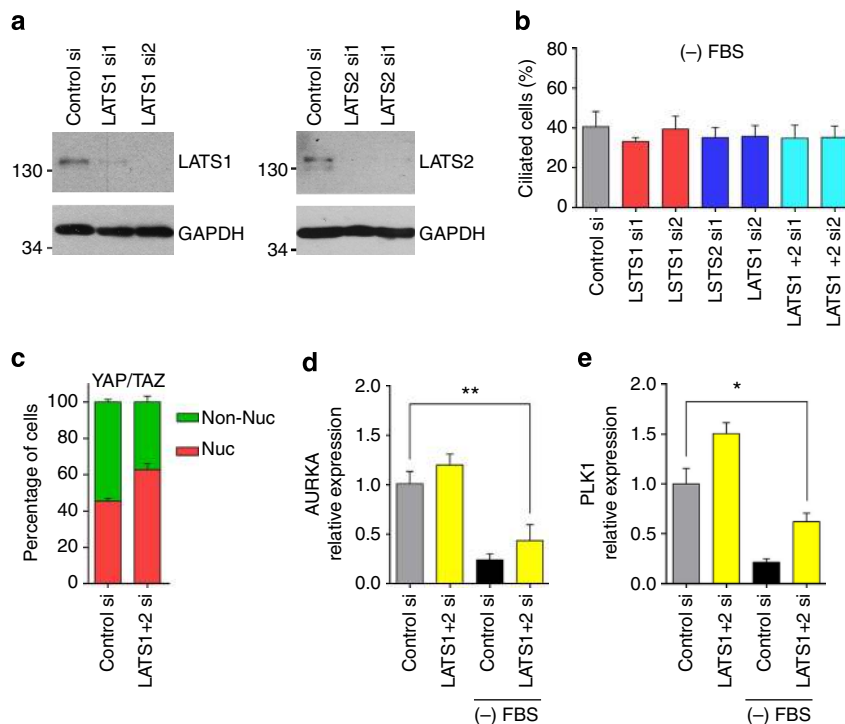 a
Control si
LATS1 si1
LATS1 si2
130
LATS1
34
GAPDH
Control si
LATS2 si1
LATS2 si1
130
LATS2
34
GAPDH
b
(–) FBS
Ciliated cells (%)
80
60
40
20
0
Control si
LSTS1 si1
LSTS1 si2
LSTS2 si1
LATS1 si2
LATS1 +2 si1
LATS1 +2 si2
c
YAP/TAZ
Percentage of cells
100
80
60
40
20
0
Non-Nuc
Nuc
Control si
LATS1+2 si
d
AURKA
relative expression
2.0
1.5
1.0
0.5
0.0
**
Control si
LATS1+2 si
Control si
LATS1+2 si
(–) FBS
e
PLK1
relative expression
2.0
1.5
1.0
0.5
0.0
*
Control si
LATS1+2 si
Control si
LATS1+2 si
(–) FBS